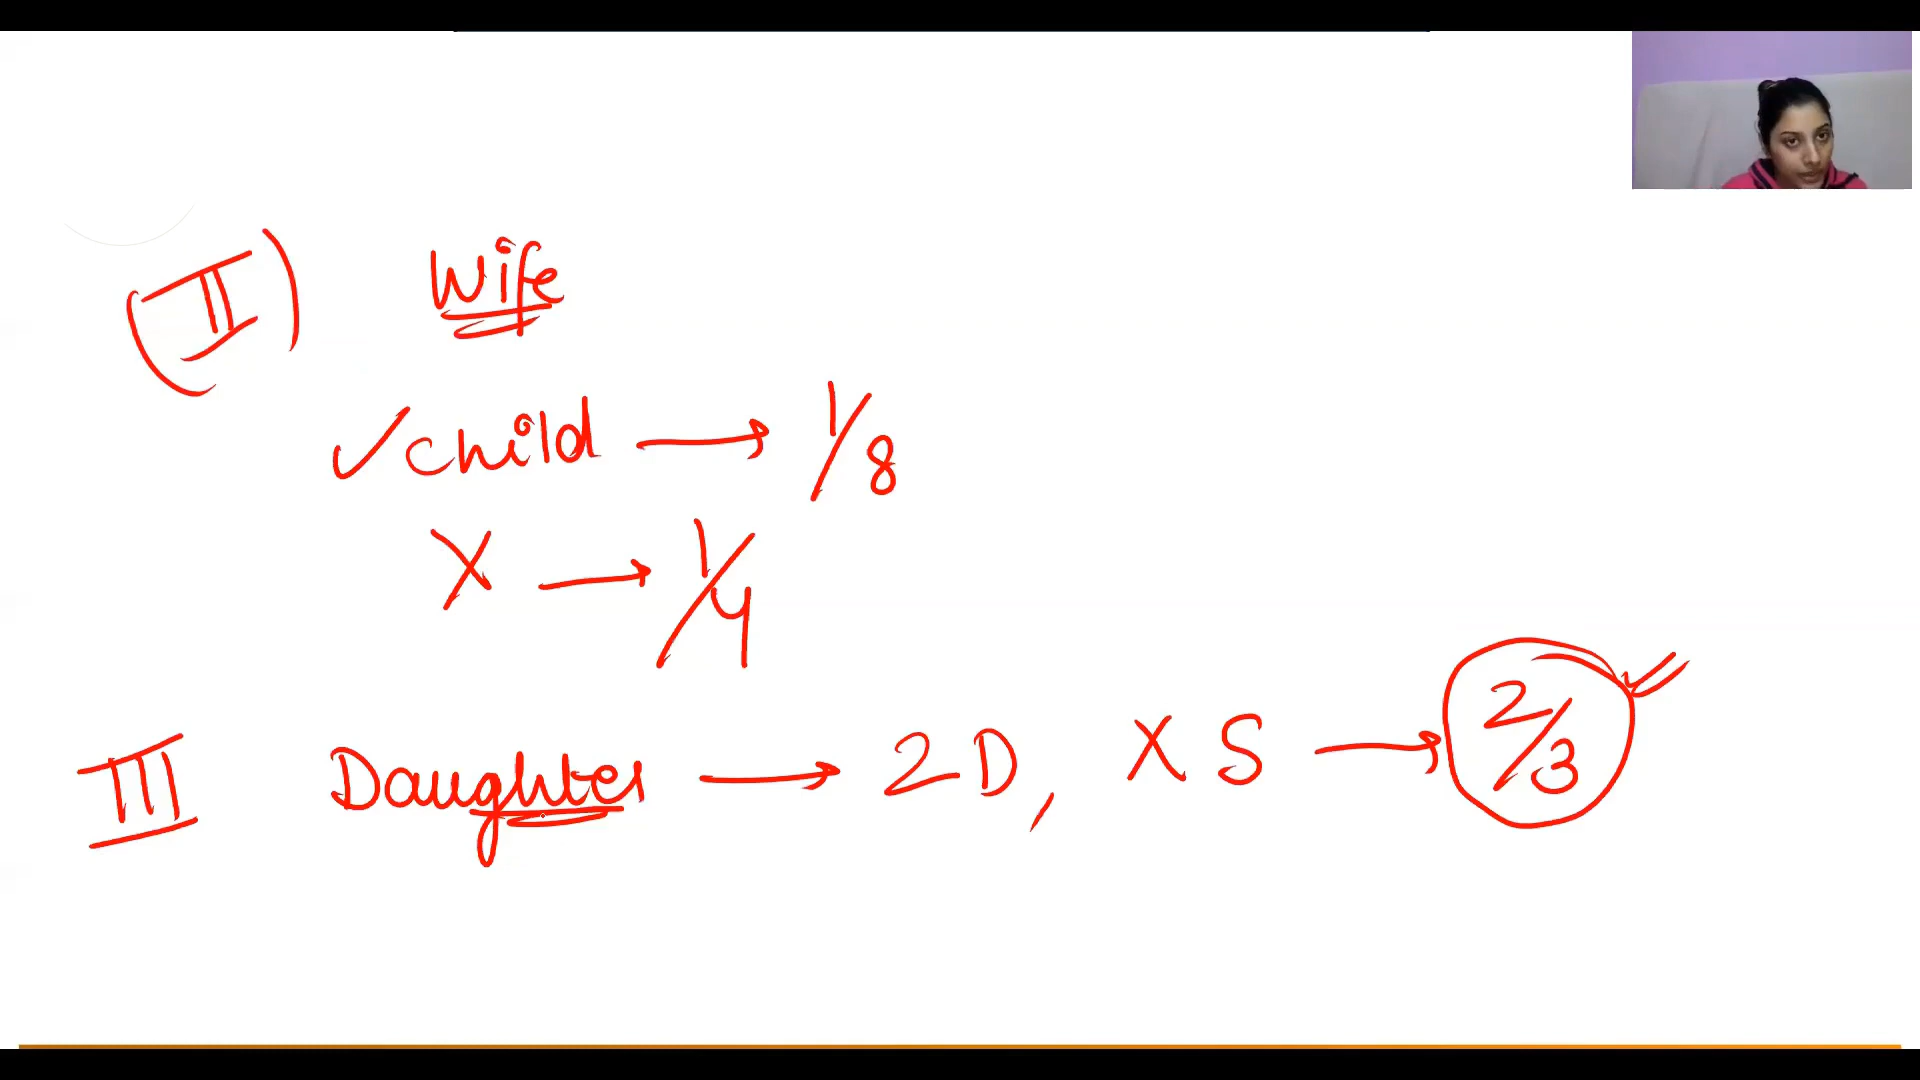 (II) Wife
✓child → 1/8
X → 1/4
III Daughter → 2D, X S → 2/3